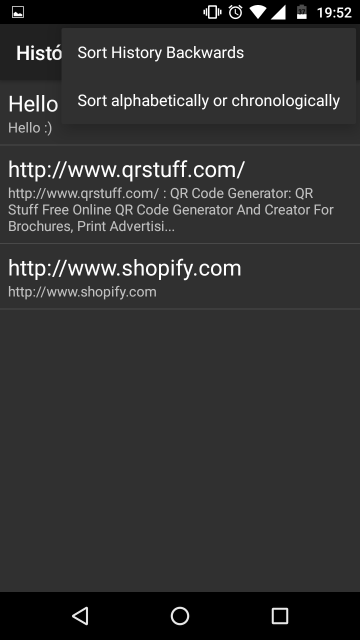 19:52
Histó
Sort History Backwards
Sort alphabetically or chronologically
Hello
Hello :)
http://www.qrstuff.com/
http://www.qrstuff.com/ : QR Code Generator: QR
Stuff Free Online QR Code Generator And Creator For
Brochures, Print Advertisi...
http://www.shopify.com
http://www.shopify.com